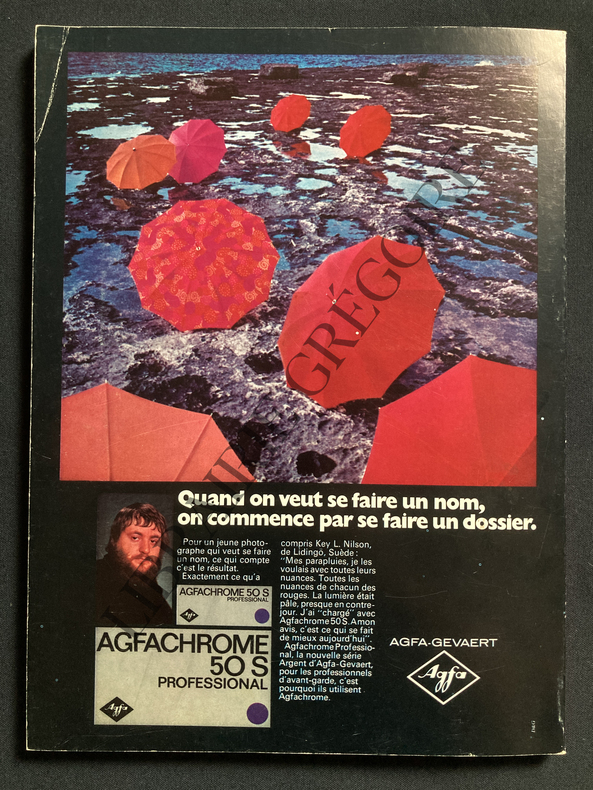 Quand on veut se faire un nom,
on commence par se faire un dossier.
Pour un jeune photo-
graphe qui veut se faire
un nom, ce qui compte
c'est le résultat.
Exactement ce qu'a
compris Key L. Nilson,
de Lidingö, Suède :
"Mes parapluies, je les
voulais avec toutes leurs
nuances. Toutes les
nuances de chacun des
rouges. La lumière était
pâle, presque en contre-
jour. J'ai "chargé" avec
Agfachrome 50 S. A mon
avis, c'est ce qui se fait
de mieux aujourd'hui".
Agfachrome Professio-
nal, la nouvelle série
Argent d'Agfa-Gevaert,
pour les professionnels
d'avant-garde, c'est
pourquoi ils utilisent
Agfachrome.
AGFACHROME 50 S
PROFESSIONAL
Agfa
AGFACHROME
50 S
PROFESSIONAL
Agfa
AGFA-GEVAERT
Agfa
GRÉGOIRE